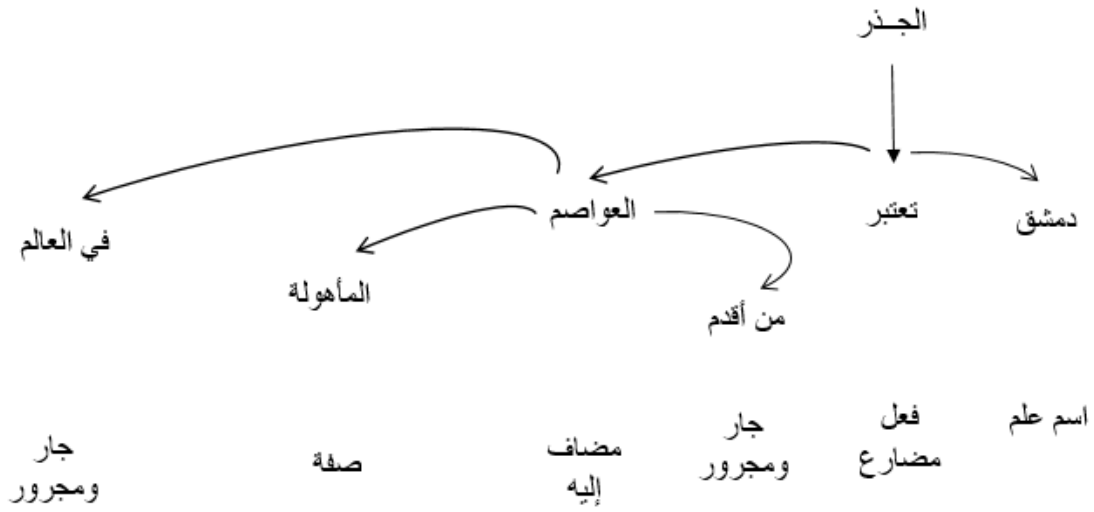 الجــذر
دمشق
تعتبر
العواصم
من أقدم
المأهولة
في العالم
اسم علم
فعل
مضارع
جار
ومجرور
مضاف
إليه
صفة
جار
ومجرور